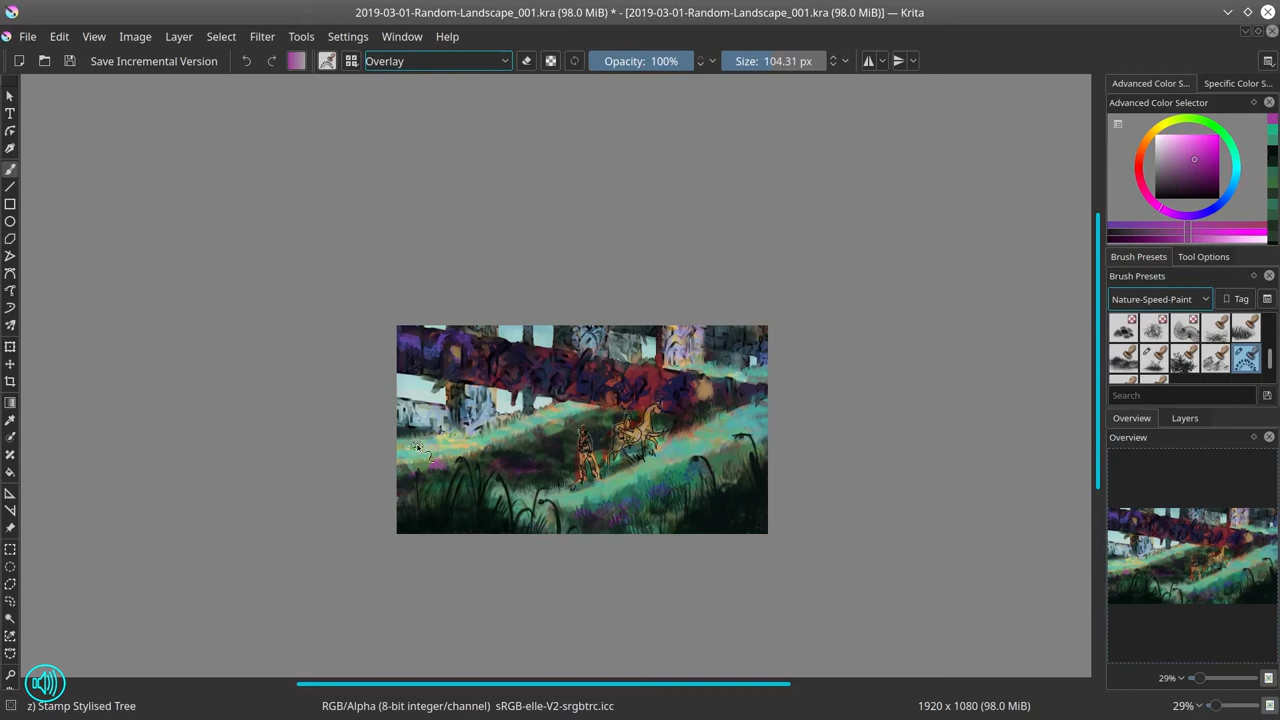 2019-03-01-Random-Landscape_001.kra (98.0 MiB) * - [2019-03-01-Random-Landscape_001.kra (98.0 MiB)] — Krita
File Edit View Image Layer Select Filter Tools Settings Window Help
Save Incremental Version Overlay Opacity: 100% Size: 104.31 px
Advanced Color S... Specific Color S...
Advanced Color Selector
Brush Presets Tool Options
Brush Presets
Nature-Speed-Paint Tag
Search
Overview Layers
Overview
29%
z) Stamp Stylised Tree RGB/Alpha (8-bit integer/channel) sRGB-elle-V2-srgbtrc.icc 1920 x 1080 (98.0 MiB) 29%